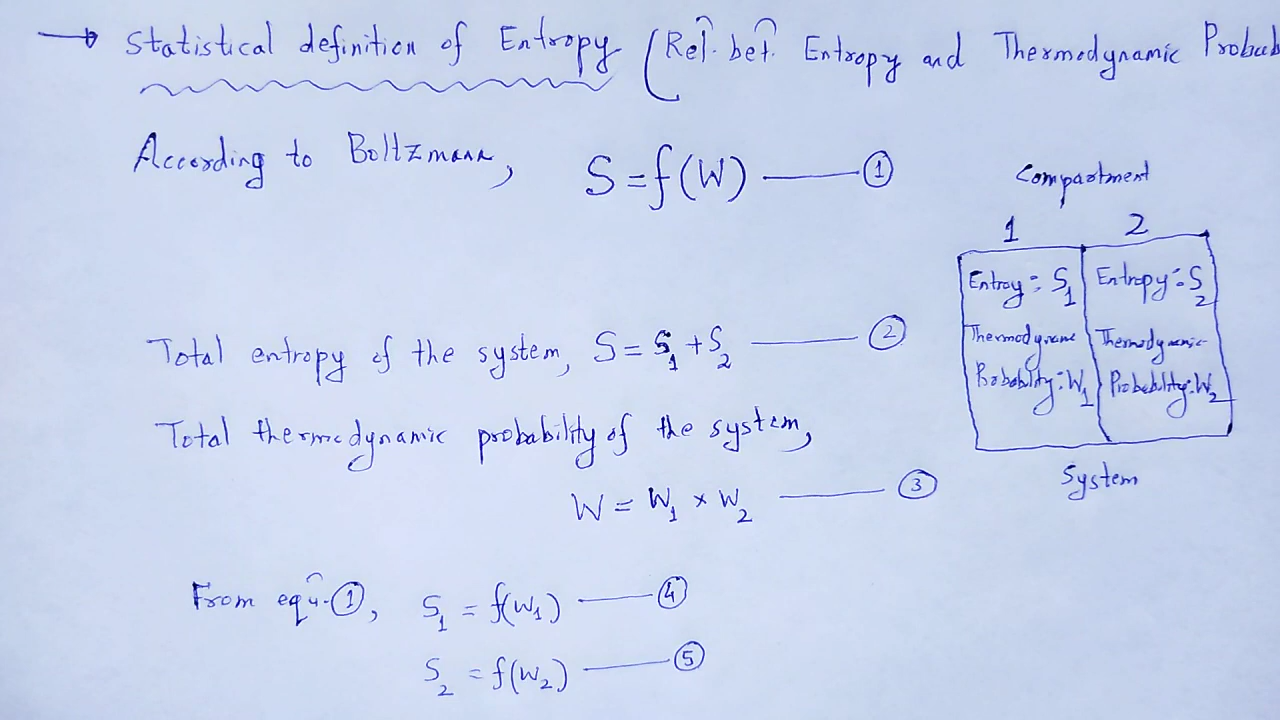 → Statistical definition of Entropy (Rel. bet. Entropy and Thermodynamic Probab
According to Boltzmann, S = f(W) —— ①
Compartment
1 2
Entroy = S₁ Entropy = S₂
Thermodyname Thermodynamic
Probability = W₁ Probability = W₂
System
Total entropy of the system, S = S₁ + S₂ —— ②
Total thermodynamic probability of the system,
W = W₁ × W₂ —— ③
From equn. ①, S₁ = f(W₁) —— ④
S₂ = f(W₂) —— ⑤